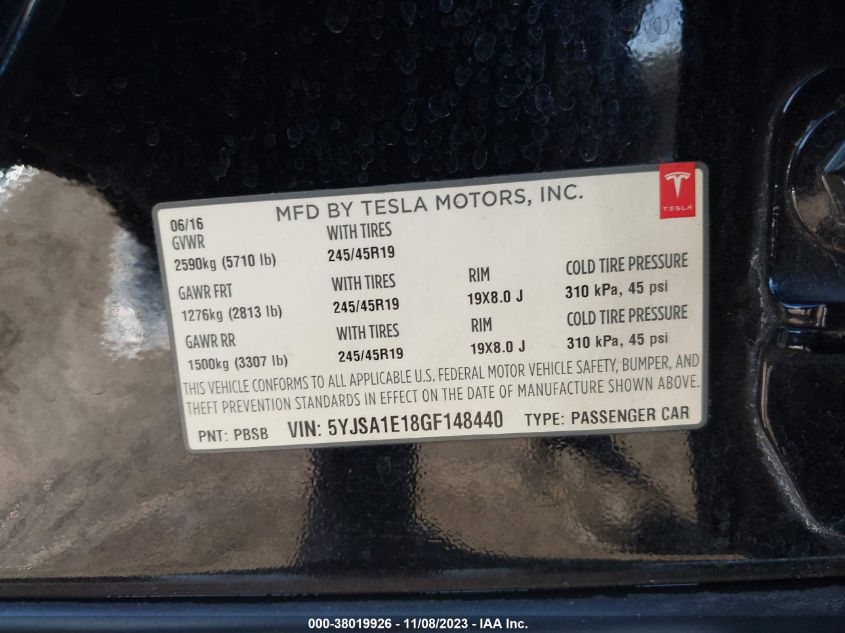 MFD BY TESLA MOTORS, INC.
TESLA
06/16
GVWR
2590kg (5710 lb)
WITH TIRES
245/45R19
GAWR FRT
1276kg (2813 lb)
WITH TIRES
245/45R19
RIM
19X8.0 J
COLD TIRE PRESSURE
310 kPa, 45 psi
GAWR RR
1500kg (3307 lb)
WITH TIRES
245/45R19
RIM
19X8.0 J
COLD TIRE PRESSURE
310 kPa, 45 psi
THIS VEHICLE CONFORMS TO ALL APPLICABLE U.S. FEDERAL MOTOR VEHICLE SAFETY, BUMPER, AND
THEFT PREVENTION STANDARDS IN EFFECT ON THE DATE OF MANUFACTURE SHOWN ABOVE.
PNT: PBSB VIN: 5YJSA1E18GF148440 TYPE: PASSENGER CAR
000-38019926 - 11/08/2023 - IAA Inc.